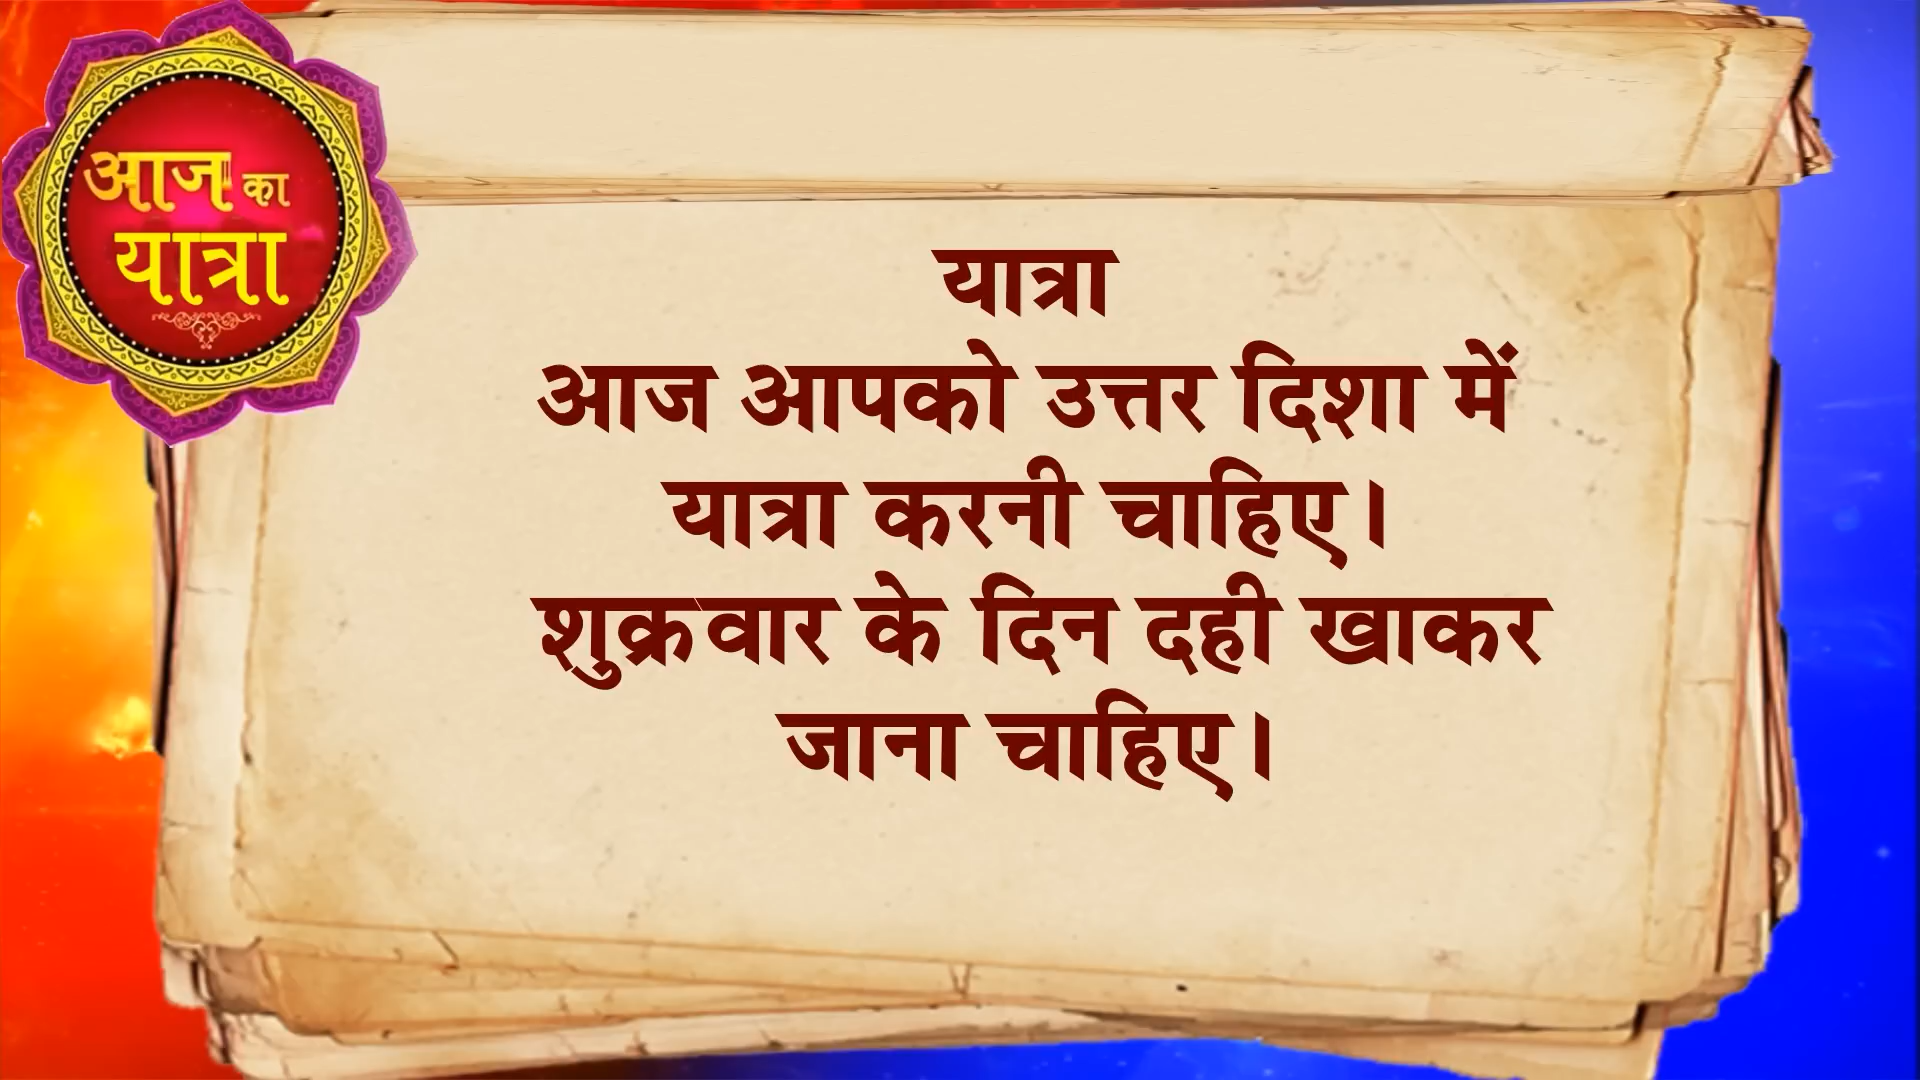 आज का
यात्रा
यात्रा
आज आपको उत्तर दिशा में
यात्रा करनी चाहिए।
शुक्रवार के दिन दही खाकर
जाना चाहिए।